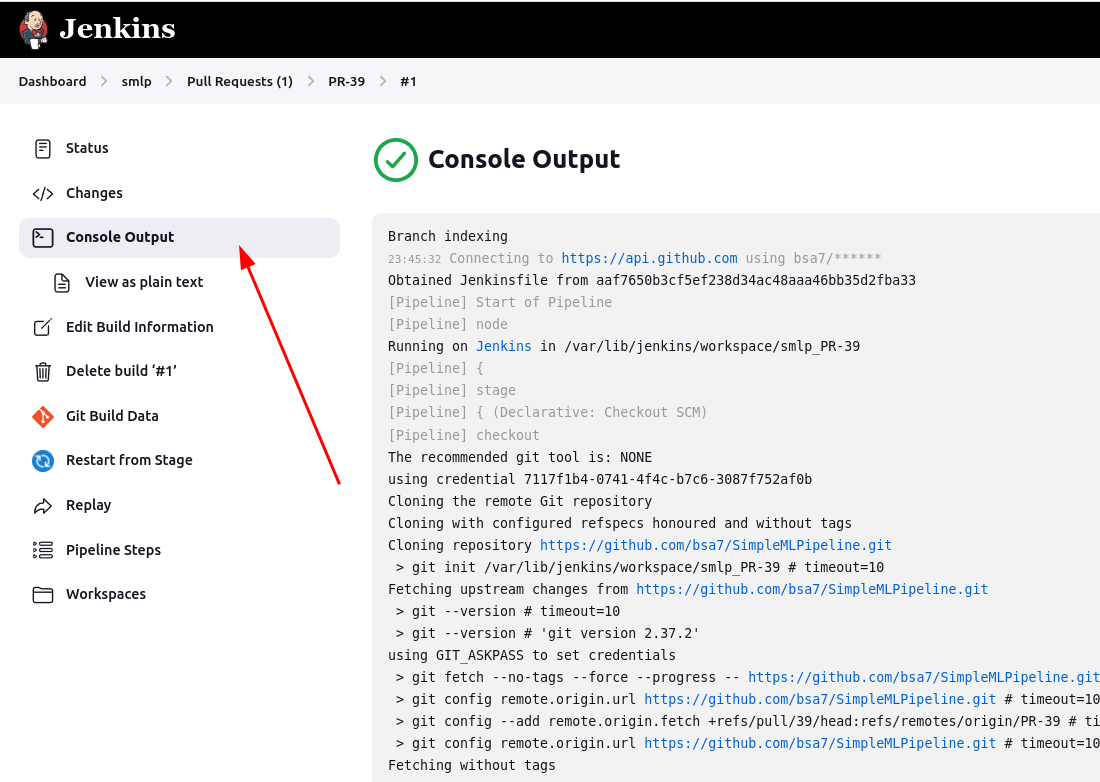 Jenkins
Dashboard > smlp > Pull Requests (1) > PR-39 > #1
Status
Changes
Console Output
View as plain text
Edit Build Information
Delete build ‘#1’
Git Build Data
Restart from Stage
Replay
Pipeline Steps
Workspaces
Console Output
Branch indexing
23:45:32 Connecting to https://api.github.com using bsa7/******
Obtained Jenkinsfile from aaf7650b3cf5ef238d34ac48aaa46bb35d2fba33
[Pipeline] Start of Pipeline
[Pipeline] node
Running on Jenkins in /var/lib/jenkins/workspace/smlp_PR-39
[Pipeline] {
[Pipeline] stage
[Pipeline] { (Declarative: Checkout SCM)
[Pipeline] checkout
The recommended git tool is: NONE
using credential 7117f1b4-0741-4f4c-b7c6-3087f752af0b
Cloning the remote Git repository
Cloning with configured refspecs honoured and without tags
Cloning repository https://github.com/bsa7/SimpleMLPipeline.git
> git init /var/lib/jenkins/workspace/smlp_PR-39 # timeout=10
Fetching upstream changes from https://github.com/bsa7/SimpleMLPipeline.git
> git --version # timeout=10
> git --version # 'git version 2.37.2'
using GIT_ASKPASS to set credentials
> git fetch --no-tags --force --progress -- https://github.com/bsa7/SimpleMLPipeline.git
> git config remote.origin.url https://github.com/bsa7/SimpleMLPipeline.git # timeout=10
> git config --add remote.origin.fetch +refs/pull/39/head:refs/remotes/origin/PR-39 # ti
> git config remote.origin.url https://github.com/bsa7/SimpleMLPipeline.git # timeout=10
Fetching without tags